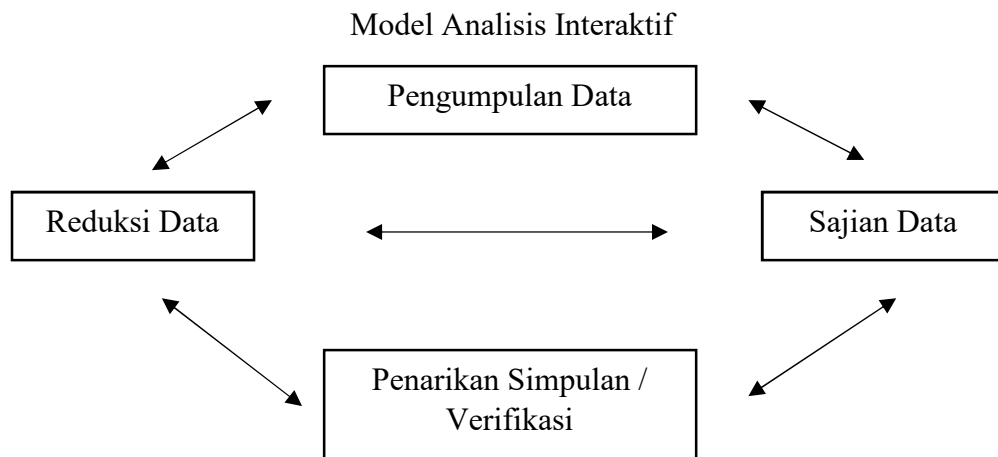 Model Analisis Interaktif
Pengumpulan Data
Reduksi Data
Sajian Data
Penarikan Simpulan /
Verifikasi